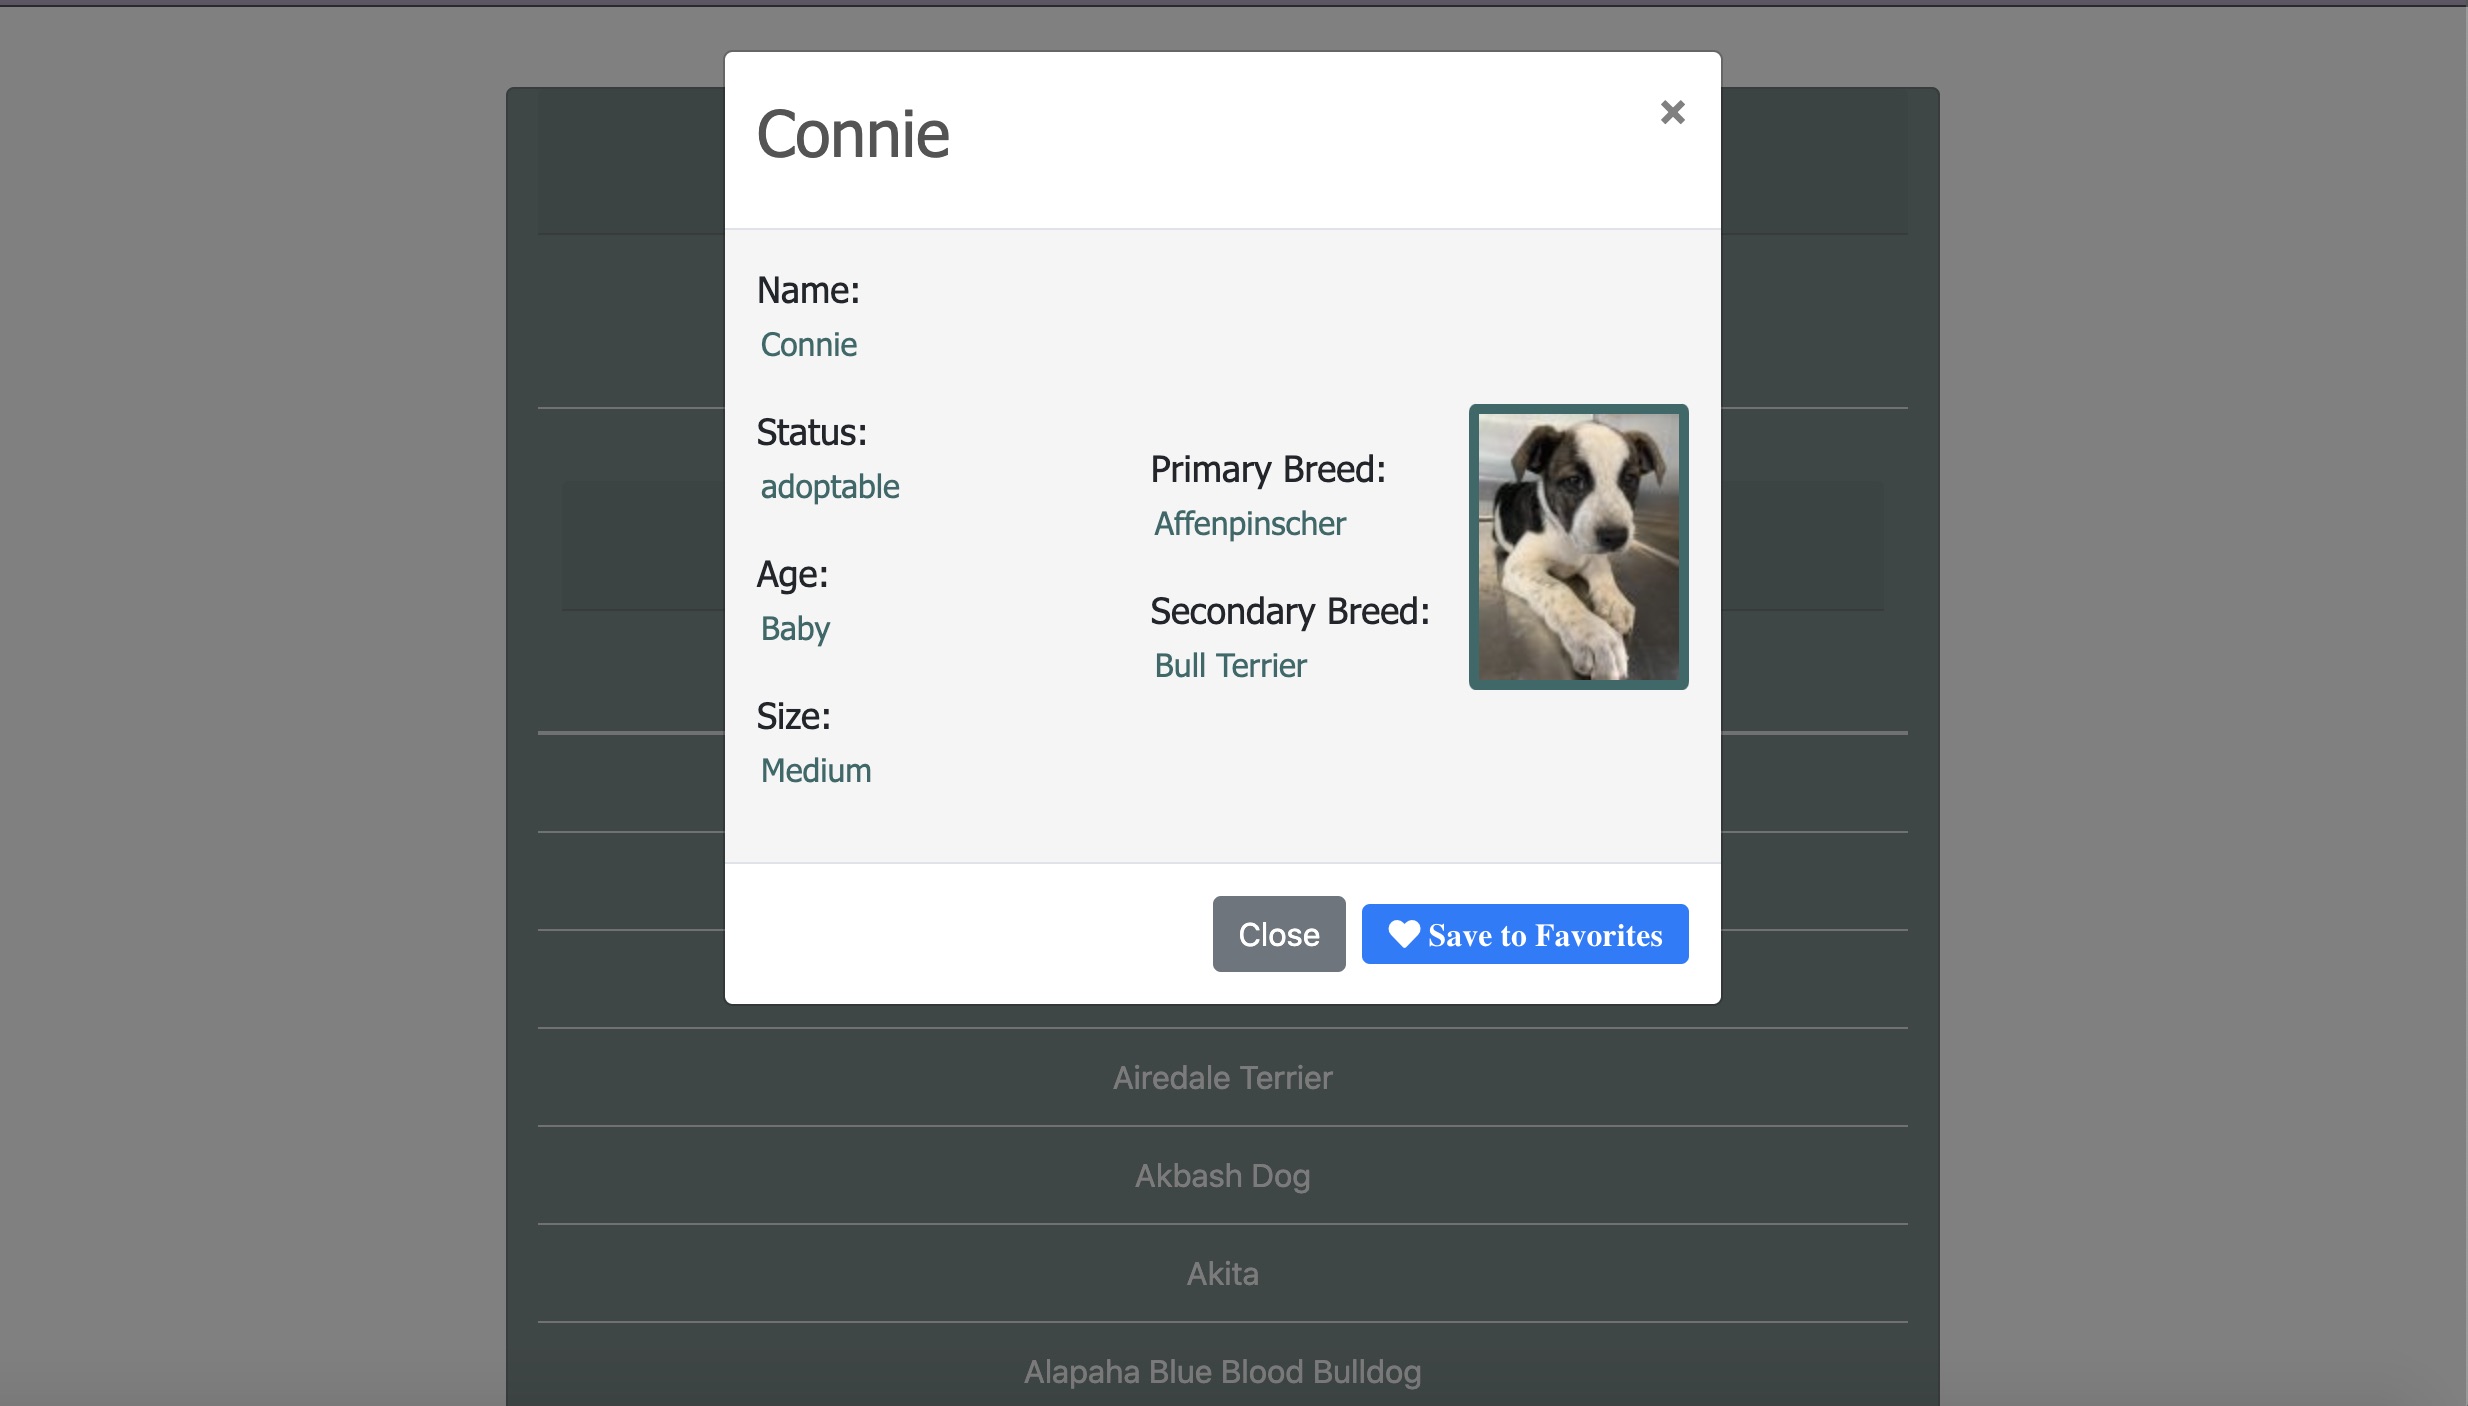 Connie
×
Name:
Connie
Status:
adoptable
Age:
Baby
Size:
Medium
Primary Breed:
Affenpinscher
Secondary Breed:
Bull Terrier
Close
Save to Favorites
Airedale Terrier
Akbash Dog
Akita
Alapaha Blue Blood Bulldog